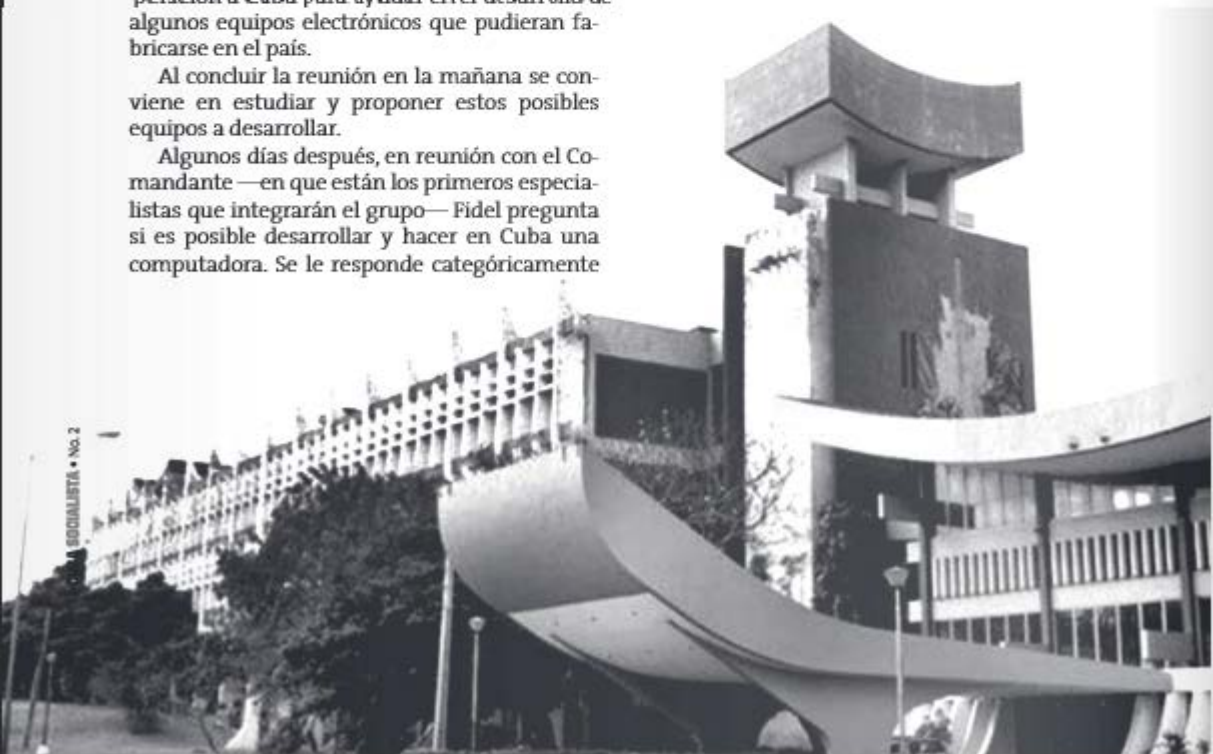 algunos equipos electrónicos que pudieran fa-
bricarse en el país.
Al concluir la reunión en la mañana se con-
viene en estudiar y proponer estos posibles
equipos a desarrollar.
Algunos días después, en reunión con el Co-
mandante —en que están los primeros especia-
listas que integrarán el grupo— Fidel pregunta
si es posible desarrollar y hacer en Cuba una
computadora. Se le responde categóricamente
SOCIALISTA • No. 2